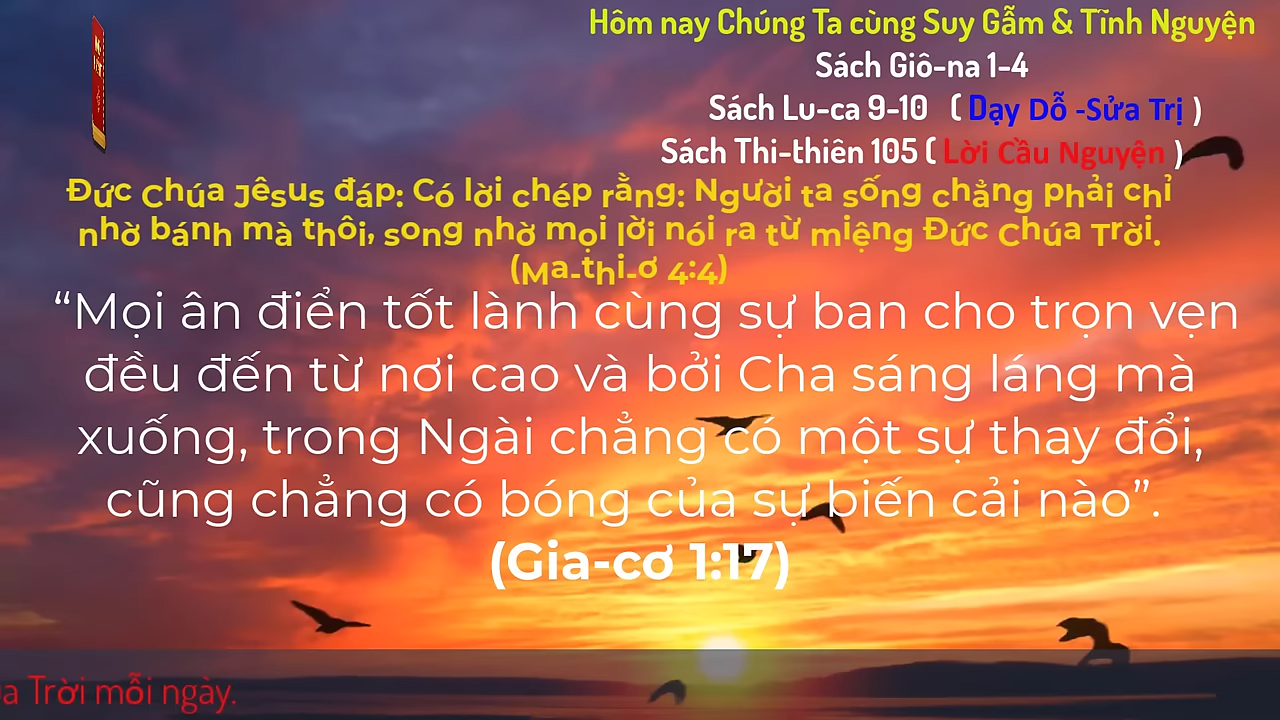 Hôm nay Chúng Ta cùng Suy Gẫm & Tĩnh Nguyện
Sách Giô-na 1-4
Sách Lu-ca 9-10 ( Dạy Dỗ -Sửa Trị )
Sách Thi-thiên 105 ( Lời Cầu Nguyện )
Đức Chúa Jêsus đáp: Có lời chép rằng: Người ta sống chẳng phải chỉ
nhờ bánh mà thôi, song nhờ mọi lời nói ra từ miệng Đức Chúa Trời.
(Ma-thi-ơ 4:4)
“Mọi ân điển tốt lành cùng sự ban cho trọn vẹn
đều đến từ nơi cao và bởi Cha sáng láng mà
xuống, trong Ngài chẳng có một sự thay đổi,
cũng chẳng có bóng của sự biến cải nào”.
(Gia-cơ 1:17)
a Trời mỗi ngày.